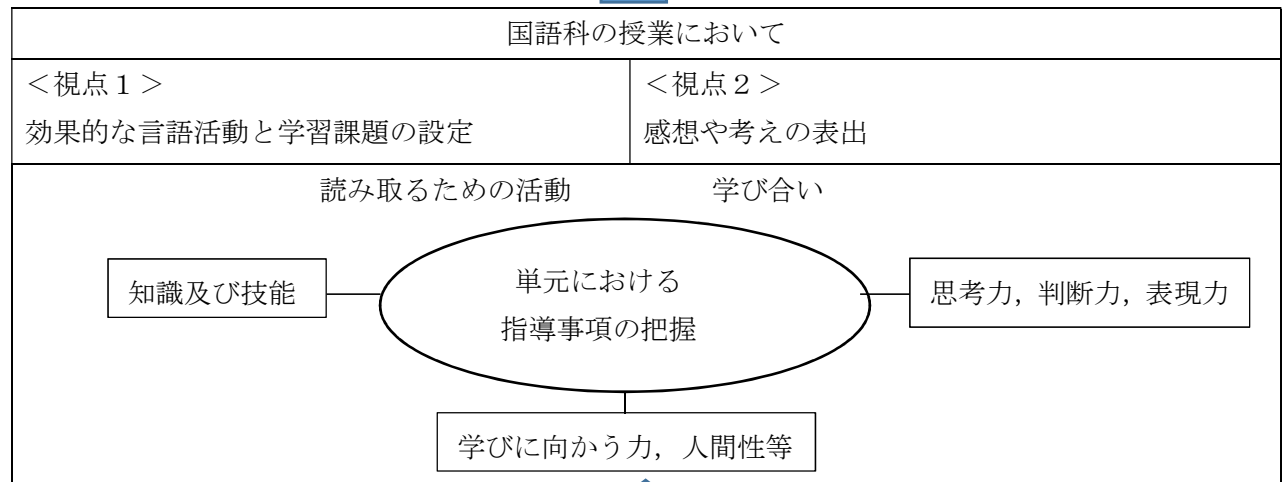 国語科の授業において
＜視点１＞
効果的な言語活動と学習課題の設定
＜視点２＞
感想や考えの表出
読み取るための活動
学び合い
知識及び技能
単元における
指導事項の把握
思考力，判断力，表現力
学びに向かう力，人間性等